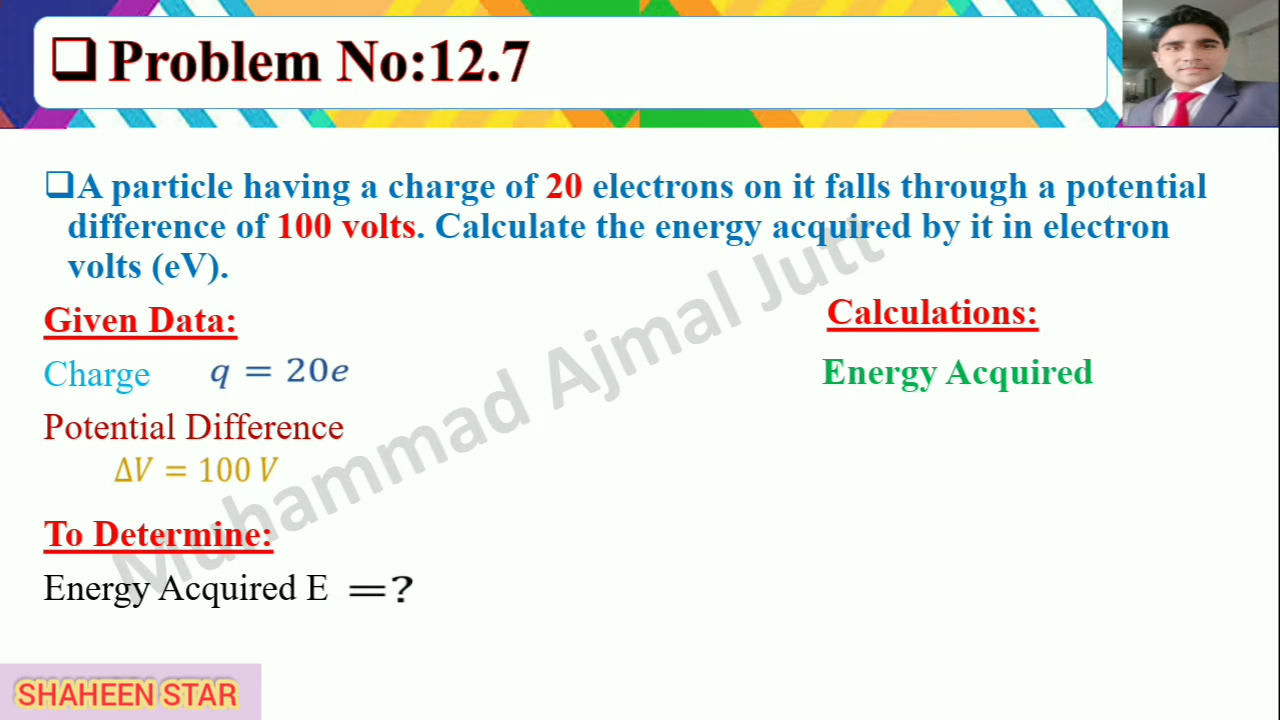 ❑ Problem No:12.7
❑A particle having a charge of 20 electrons on it falls through a potential
difference of 100 volts. Calculate the energy acquired by it in electron
volts (eV).
Given Data:
Charge q = 20e
Potential Difference
ΔV = 100 V
To Determine:
Energy Acquired E =?
Calculations:
Energy Acquired
Muhammad Ajmal Jutt
SHAHEEN STAR